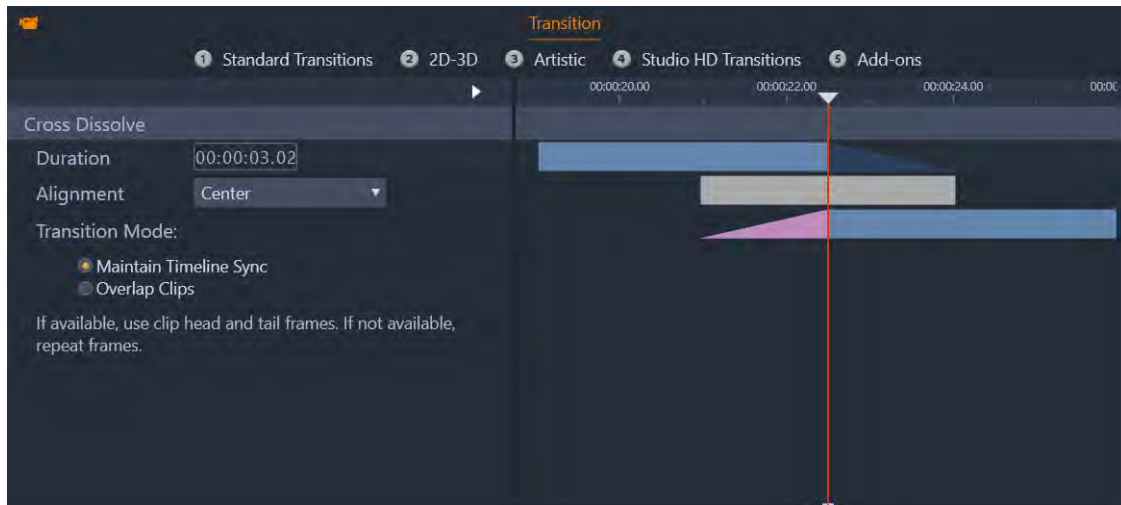 Transition
1 Standard Transitions 2 2D-3D 3 Artistic 4 Studio HD Transitions 5 Add-ons
00:00:20.00 00:00:22.00 00:00:24.00 00:00
Cross Dissolve
Duration 00:00:03.02
Alignment Center
Transition Mode:
Maintain Timeline Sync
Overlap Clips
If available, use clip head and tail frames. If not available,
repeat frames.